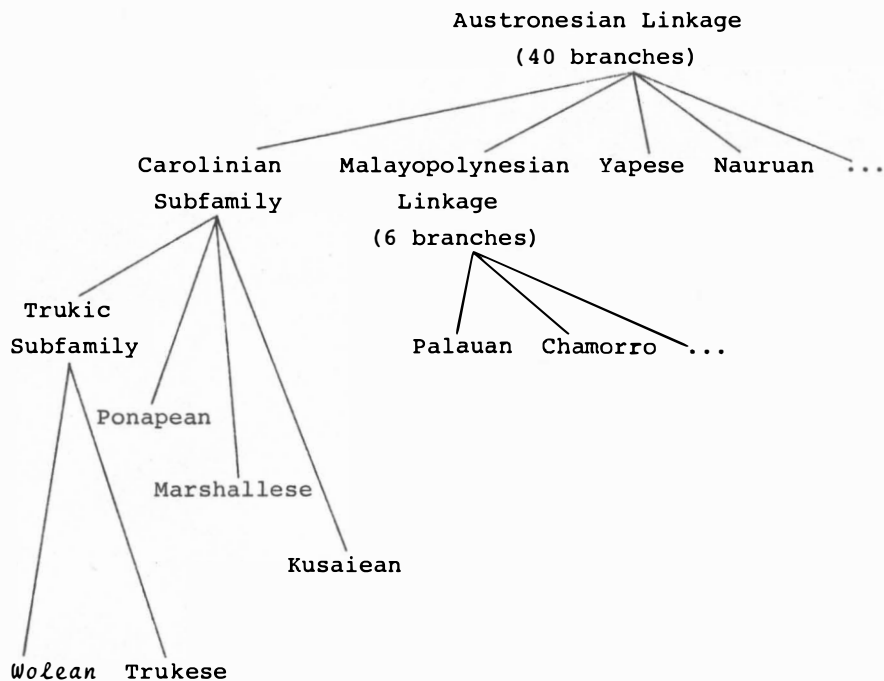 Austronesian Linkage
(40 branches)
Carolinian Malayopolynesian Yapese Nauruan ...
Subfamily Linkage
(6 branches)
Trukic
Subfamily Palauan Chamorro ...
Ponapean
Marshallese
Kusaiean
Wolean Trukese